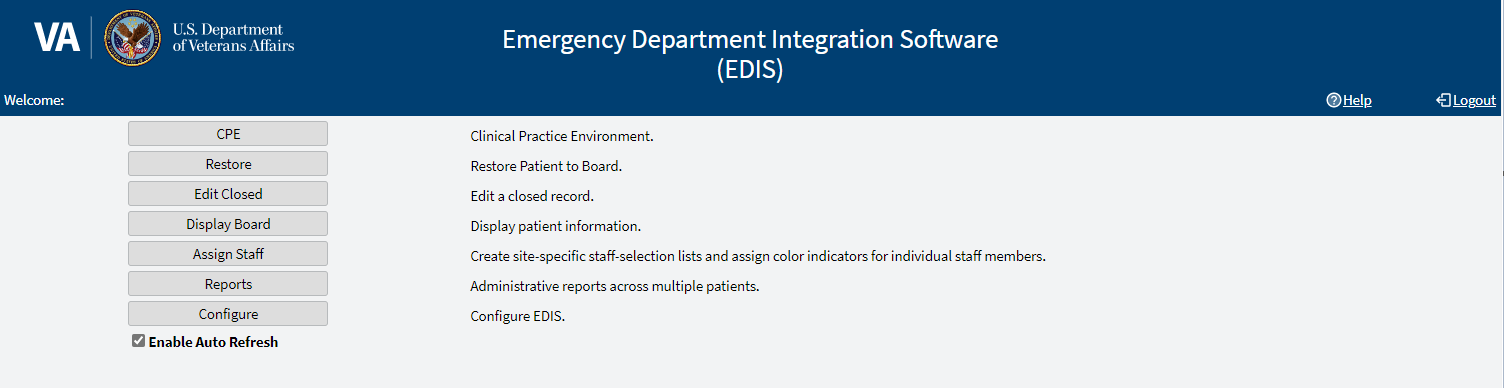 VA
U.S. Department
of Veterans Affairs
Emergency Department Integration Software
(EDIS)
Welcome:
Help
Logout
CPE
Clinical Practice Environment.
Restore
Restore Patient to Board.
Edit Closed
Edit a closed record.
Display Board
Display patient information.
Assign Staff
Create site-specific staff-selection lists and assign color indicators for individual staff members.
Reports
Administrative reports across multiple patients.
Configure
Configure EDIS.
Enable Auto Refresh